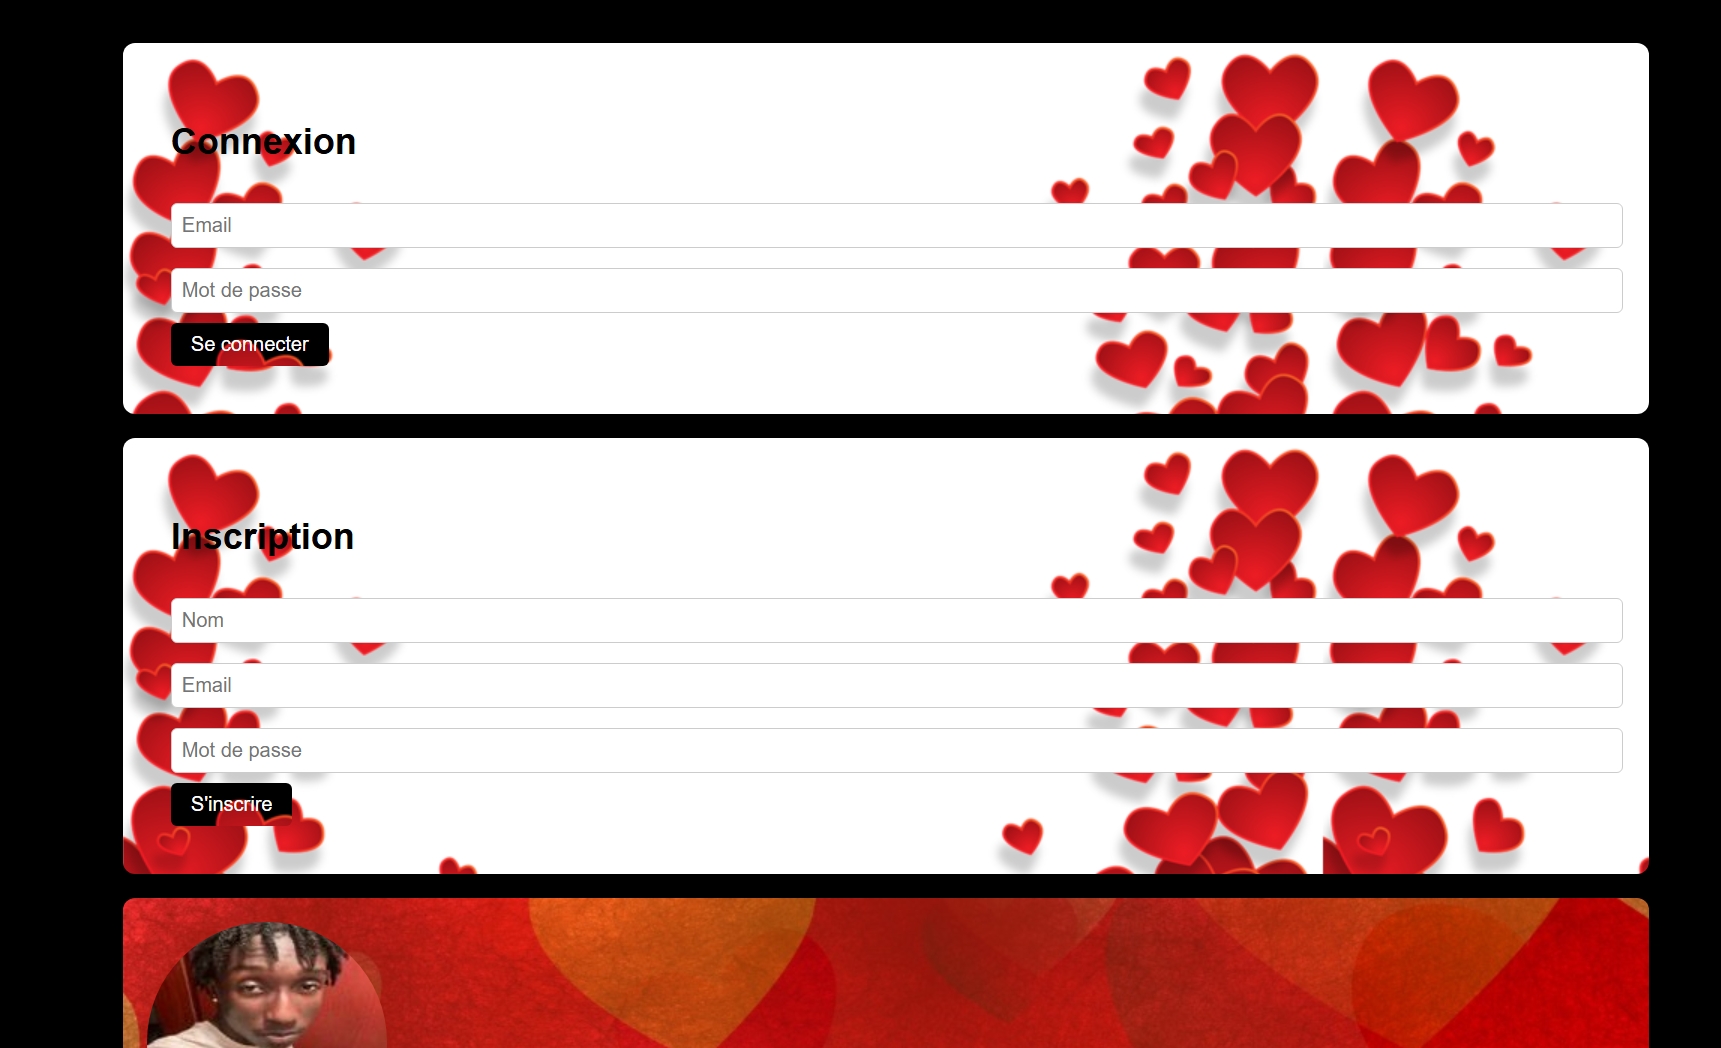 Connexion
Email
Mot de passe
Se connecter
Inscription
Nom
Email
Mot de passe
S'inscrire